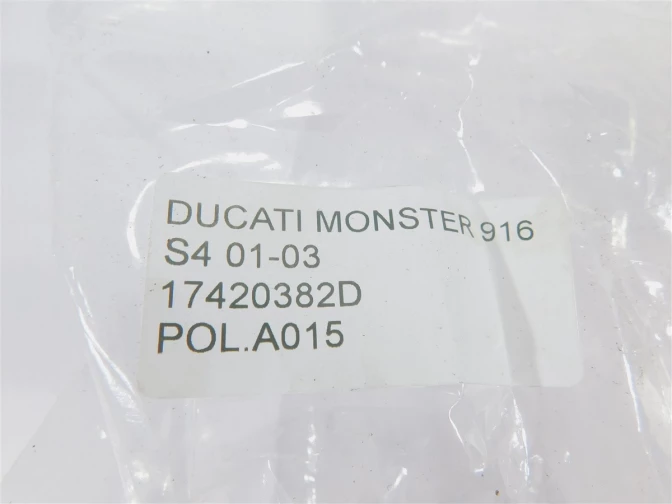 DUCATI MONSTER 916
S4 01-03
17420382D
POL.A015